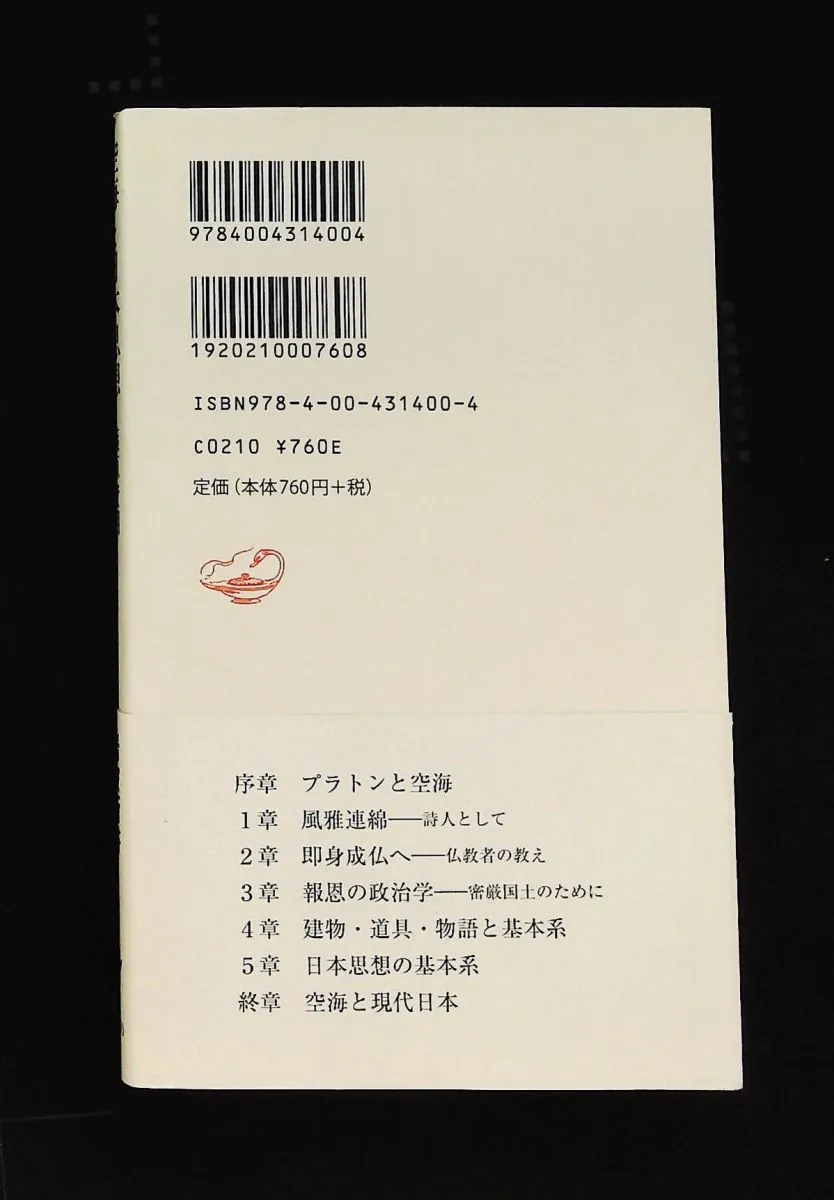 9784004314004
1920210007608
ISBN978-4-00-431400-4
C0210 ¥760E
定価(本体760円+税)
序章 プラトンと空海
1章 風雅連綿――詩人として
2章 即身成仏へ――仏教者の教え
3章 報恩の政治学――密厳国土のために
4章 建物・道具・物語と基本系
5章 日本思想の基本系
終章 空海と現代日本